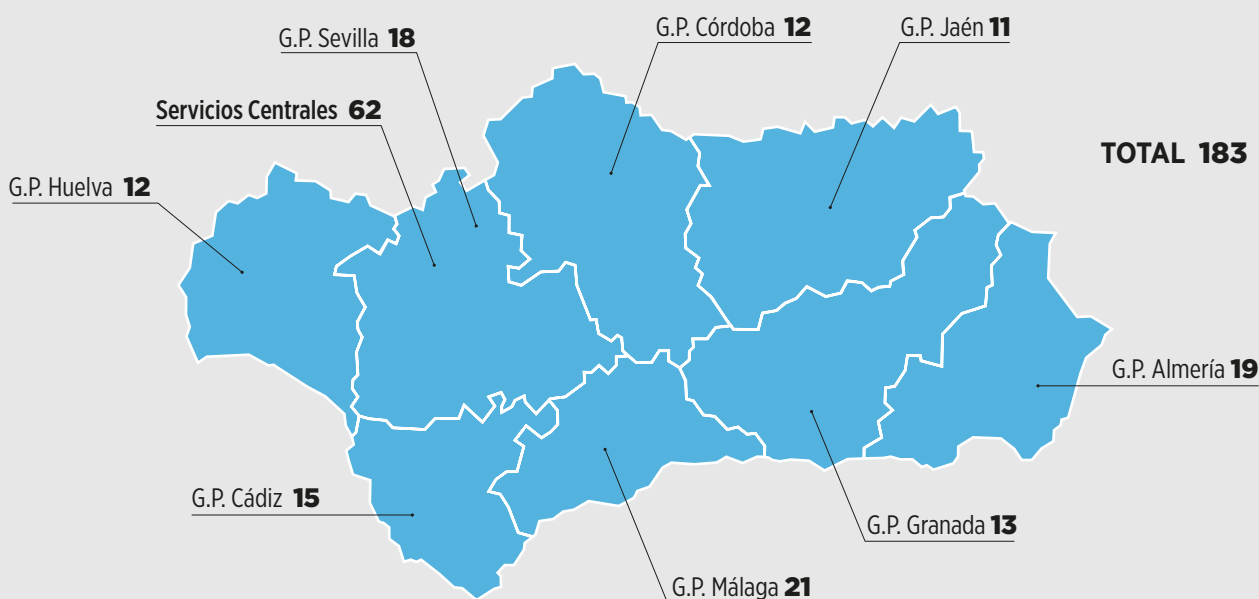 G.P. Córdoba 12
G.P. Jaén 11
G.P. Sevilla 18
Servicios Centrales 62
TOTAL 183
G.P. Huelva 12
G.P. Almería 19
G.P. Cádiz 15
G.P. Granada 13
G.P. Málaga 21